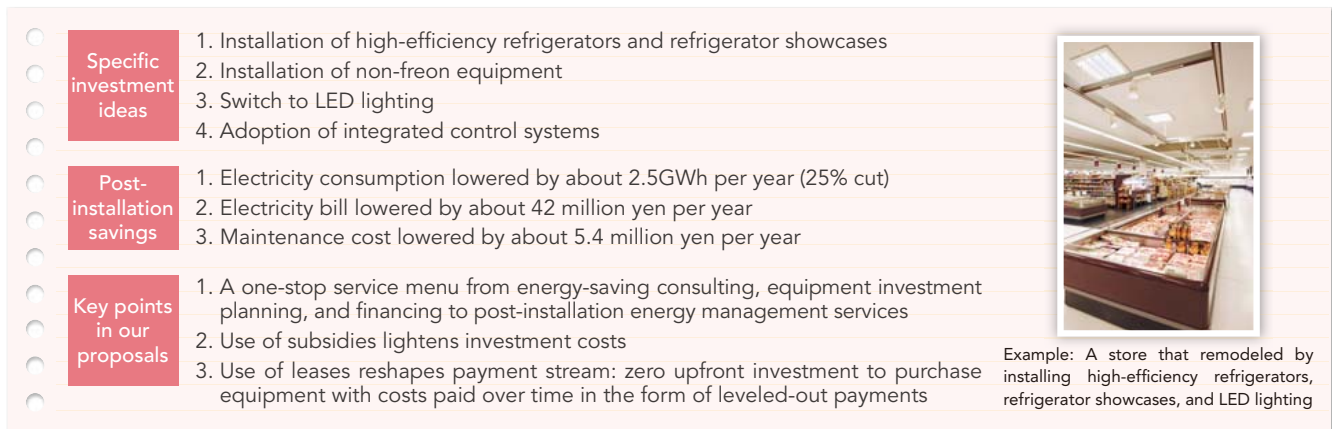 Specific
investment
ideas
1. Installation of high-efficiency refrigerators and refrigerator showcases
2. Installation of non-freon equipment
3. Switch to LED lighting
4. Adoption of integrated control systems
Post-
installation
savings
1. Electricity consumption lowered by about 2.5GWh per year (25% cut)
2. Electricity bill lowered by about 42 million yen per year
3. Maintenance cost lowered by about 5.4 million yen per year
Key points
in our
proposals
1. A one-stop service menu from energy-saving consulting, equipment investment
planning, and financing to post-installation energy management services
2. Use of subsidies lightens investment costs
3. Use of leases reshapes payment stream: zero upfront investment to purchase
equipment with costs paid over time in the form of leveled-out payments
Example: A store that remodeled by
installing high-efficiency refrigerators,
refrigerator showcases, and LED lighting